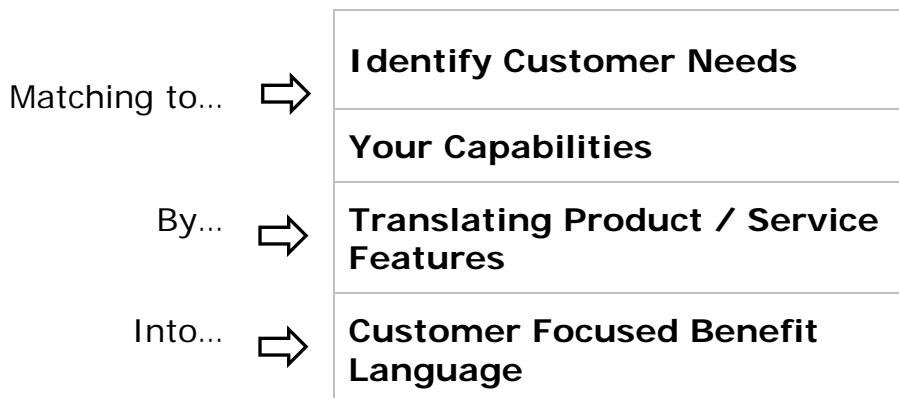 Identify Customer Needs
Matching to...
Your Capabilities
By...
Translating Product / Service
Features
Into...
Customer Focused Benefit
Language